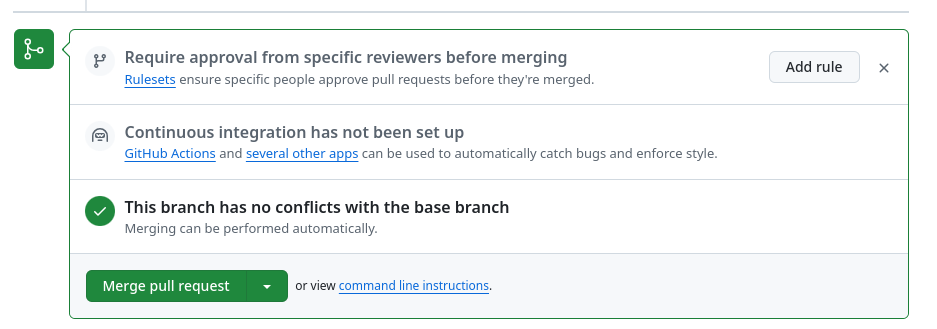 Require approval from specific reviewers before merging
Rulesets ensure specific people approve pull requests before they're merged.
Add rule
Continuous integration has not been set up
GitHub Actions and several other apps can be used to automatically catch bugs and enforce style.
This branch has no conflicts with the base branch
Merging can be performed automatically.
Merge pull request
or view command line instructions.